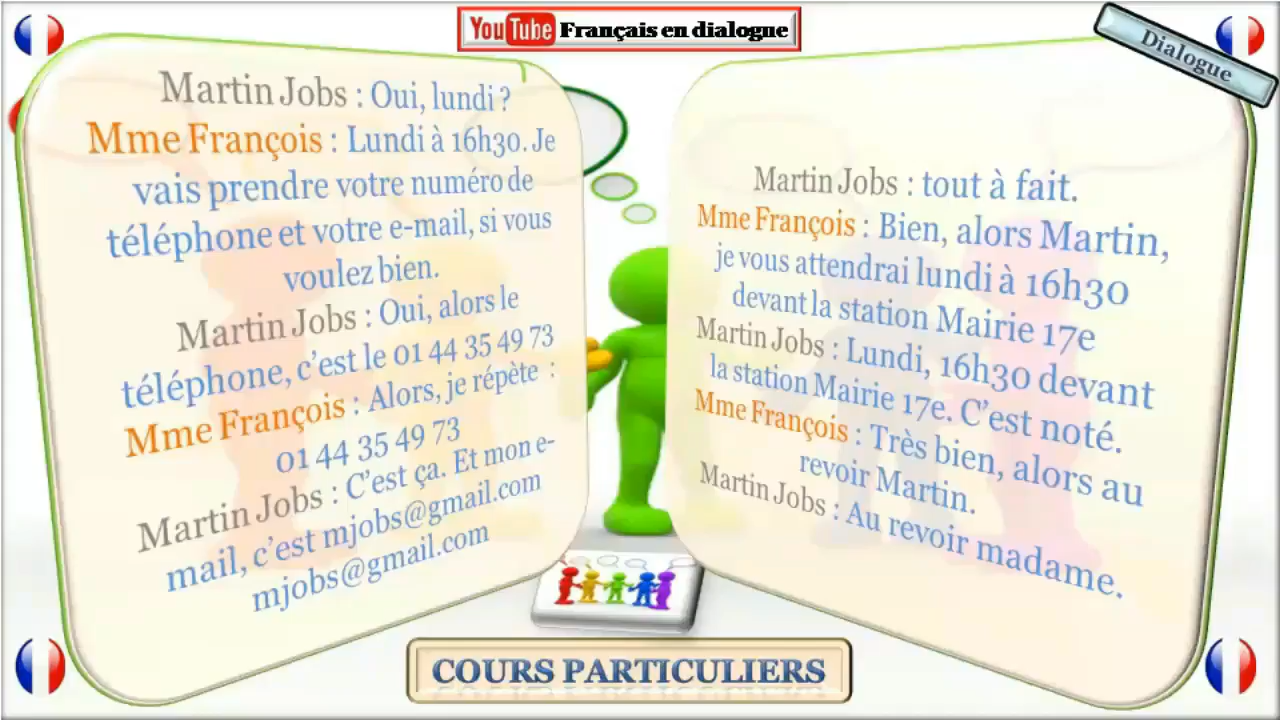 YouTube Français en dialogue
Dialogue
Martin Jobs : Oui, lundi ?
Mme François : Lundi à 16h30. Je
vais prendre votre numéro de
téléphone et votre e-mail, si vous
voulez bien.
Martin Jobs : Oui, alors le
téléphone, c'est le 01 44 35 49 73
Mme François : Alors, je répète :
01 44 35 49 73
Martin Jobs : C'est ça. Et mon e-
mail, c'est mjobs@gmail.com
mjobs@gmail.com
Martin Jobs : tout à fait.
Mme François : Bien, alors Martin,
je vous attendrai lundi à 16h30
devant la station Mairie 17e
Martin Jobs : Lundi, 16h30 devant
la station Mairie 17e. C'est noté.
Mme François : Très bien, alors au
revoir Martin.
Martin Jobs : Au revoir madame.
COURS PARTICULIERS